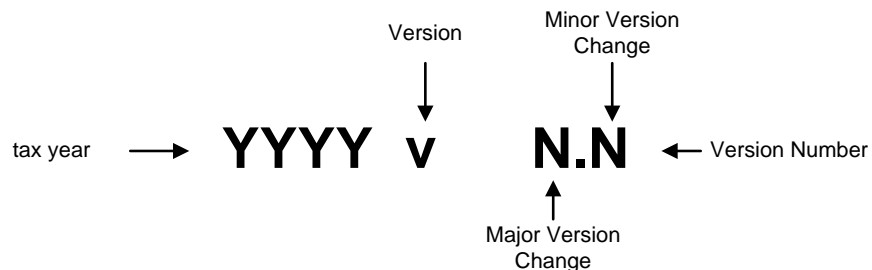 Version
Minor Version
Change
tax year
YYYY v N.N
Version Number
Major Version
Change